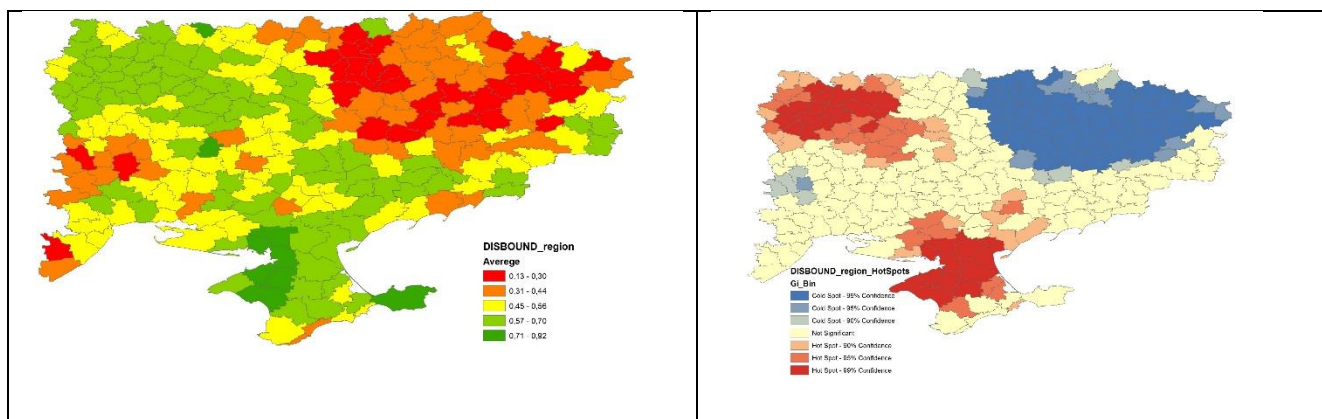 DISBOUND_region
Averege
0,13 - 0,30
0,31 - 0,44
0,45 - 0,56
0,57 - 0,70
0,71 - 0,92
DISBOUND_region_HotSpots
Gi_Bin
Cold Spot - 99% Confidence
Cold Spot - 95% Confidence
Cold Spot - 90% Confidence
Not Significant
Hot Spot - 90% Confidence
Hot Spot - 95% Confidence
Hot Spot - 99% Confidence